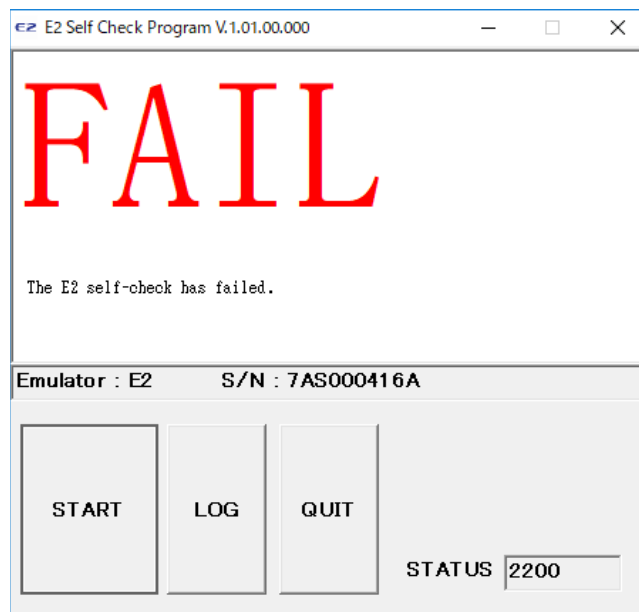 E2 E2 Self Check Program V.1.01.00.000
FAIL
The E2 self-check has failed.
Emulator : E2 S/N : 7AS000416A
START LOG QUIT
STATUS 2200